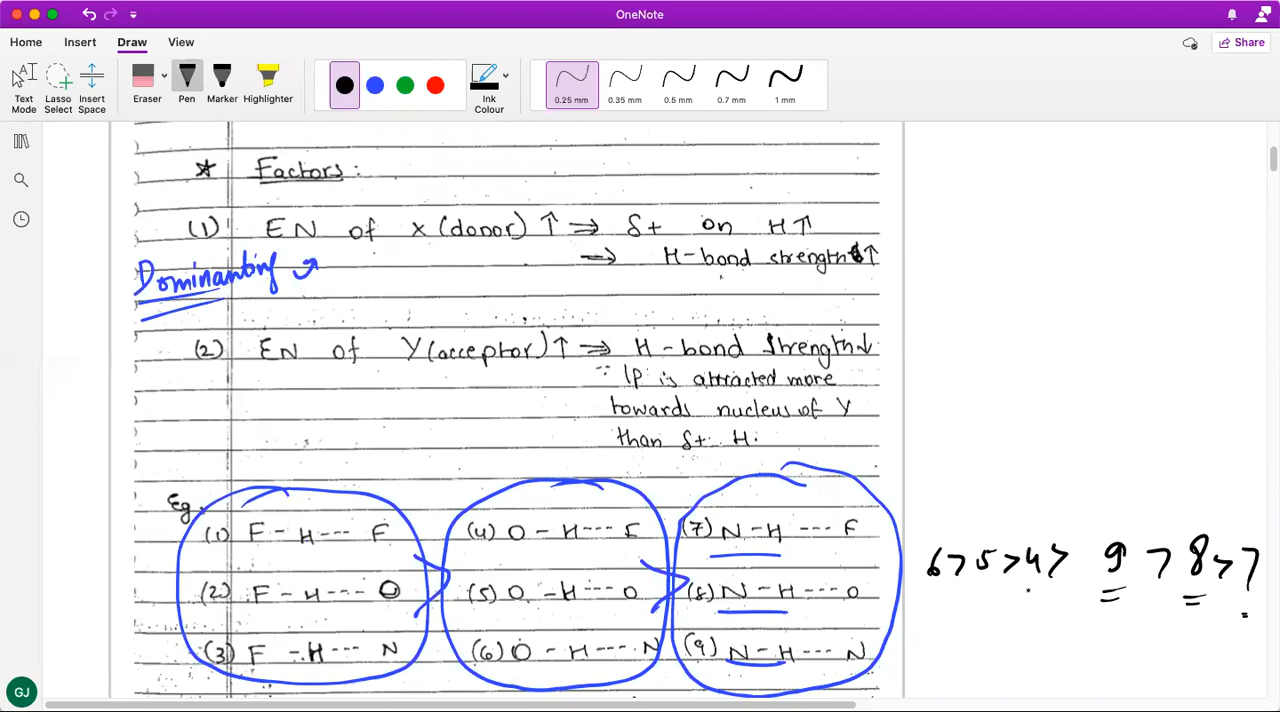 OneNote
Home Insert Draw View
Share
Text Mode
Lasso Select
Insert Space
Eraser
Pen
Marker
Highlighter
Ink Colour
0.25 mm
0.35 mm
0.5 mm
0.7 mm
1 mm
* Factors :
(1) EN of X (donor) ↑ ⇒ δ+ on H ↑
⇒ H-bond strength ↑
Dominanting
(2) EN of Y (acceptor) ↑ ⇒ H-bond strength ↓
∵ lp is attracted more
towards nucleus of Y
than δ+ H.
Eg.
(1) F - H --- F (4) O - H --- F (7) N - H --- F
(2) F - H --- O (5) O - H --- O (8) N - H --- O
(3) F - H --- N (6) O - H --- N (9) N - H --- N
> >
6 > 5 > 4 > 9 > 8 > 7
GJ